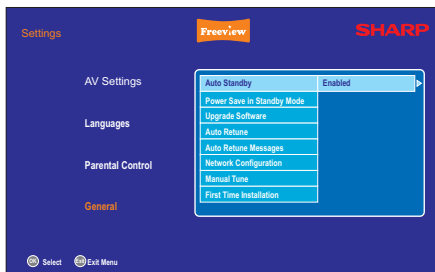 Settings
Freeview
SHARP
AV Settings
Languages
Parental Control
General
Auto Standby Enabled
Power Save in Standby Mode
Upgrade Software
Auto Retune
Auto Retune Messages
Network Configuration
Manual Tune
First Time Installation
OK Select Exit Exit Menu